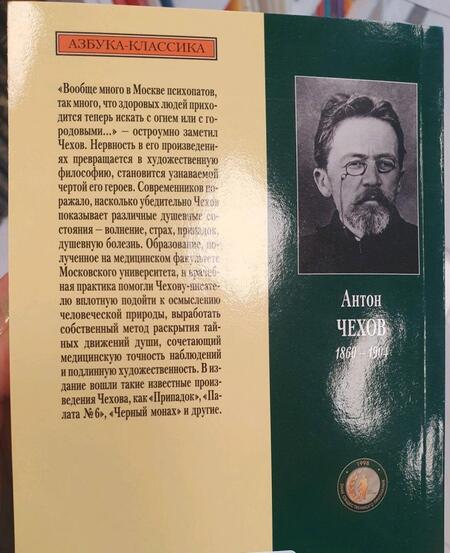 АЗБУКА-КЛАССИКА
«Вообще много в Москве психопатов,
так много, что здоровых людей прихо-
дится теперь искать с огнем или с го-
родовыми...» – остроумно заметил
Чехов. Нервность в его произведени-
ях превращается в художественную
философию, становится узнаваемой
чертой его героев. Современников по-
ражало, насколько убедительно Чехов
показывает различные душевные со-
стояния – волнение, страх, припадок,
душевную болезнь. Образование, по-
лученное на медицинском факультете
Московского университета, и врачеб-
ная практика помогли Чехову-писате-
лю вплотную подойти к осмыслению
человеческой природы, выработать
собственный метод раскрытия тай-
ных движений души, сочетающий
медицинскую точность наблюдений
и подлинную художественность. В из-
дание вошли такие известные произ-
ведения Чехова, как «Припадок», «Па-
лата № 6», «Черный монах» и другие.
Антон
ЧЕХОВ
1860 – 1904
1998